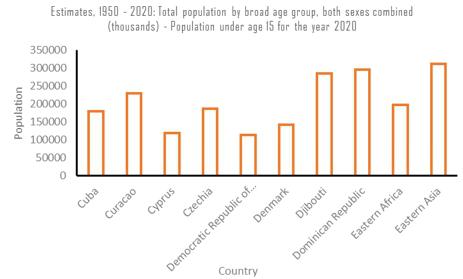 Estimates, 1950 - 2020: Total population by broad age group, both sexes combined
(thousands) - Population under age 15 for the year 2020
350000
300000
250000
200000
150000
100000
50000
0
Population
Cuba
Curacao
Cyprus
Czechia
Democratic Republic of...
Denmark
Djibouti
Dominican Republic
Eastern Africa
Eastern Asia
Country